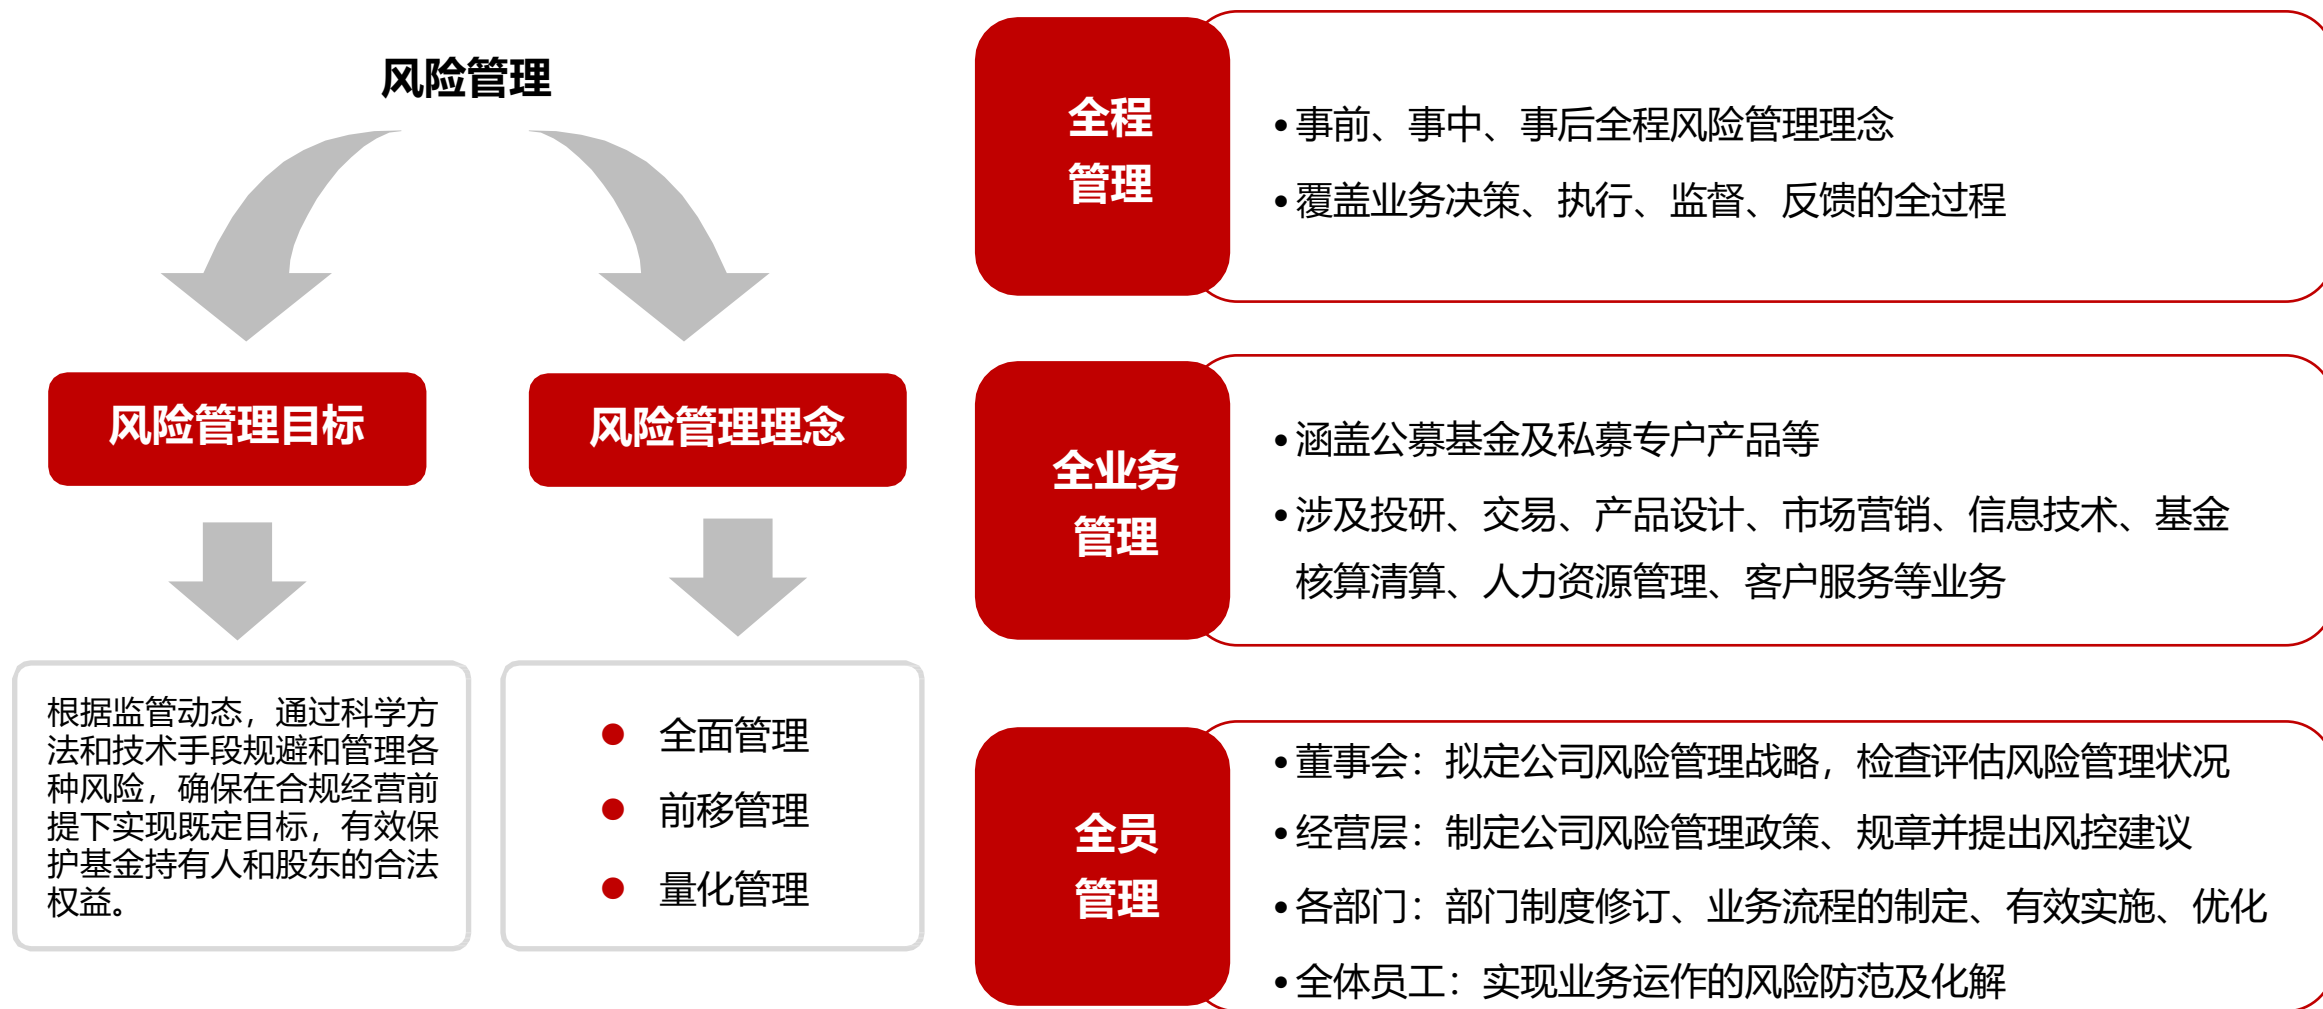 风险管理
风险管理目标
风险管理理念
根据监管动态，通过科学方
法和技术手段规避和管理各
种风险，确保在合规经营前
提下实现既定目标，有效保
护基金持有人和股东的合法
权益。
● 全面管理
● 前移管理
● 量化管理
全程
管理
•事前、事中、事后全程风险管理理念
•覆盖业务决策、执行、监督、反馈的全过程
全业务
管理
•涵盖公募基金及私募专户产品等
•涉及投研、交易、产品设计、市场营销、信息技术、基金
核算清算、人力资源管理、客户服务等业务
全员
管理
•董事会：拟定公司风险管理战略，检查评估风险管理状况
•经营层：制定公司风险管理政策、规章并提出风控建议
•各部门：部门制度修订、业务流程的制定、有效实施、优化
•全体员工：实现业务运作的风险防范及化解